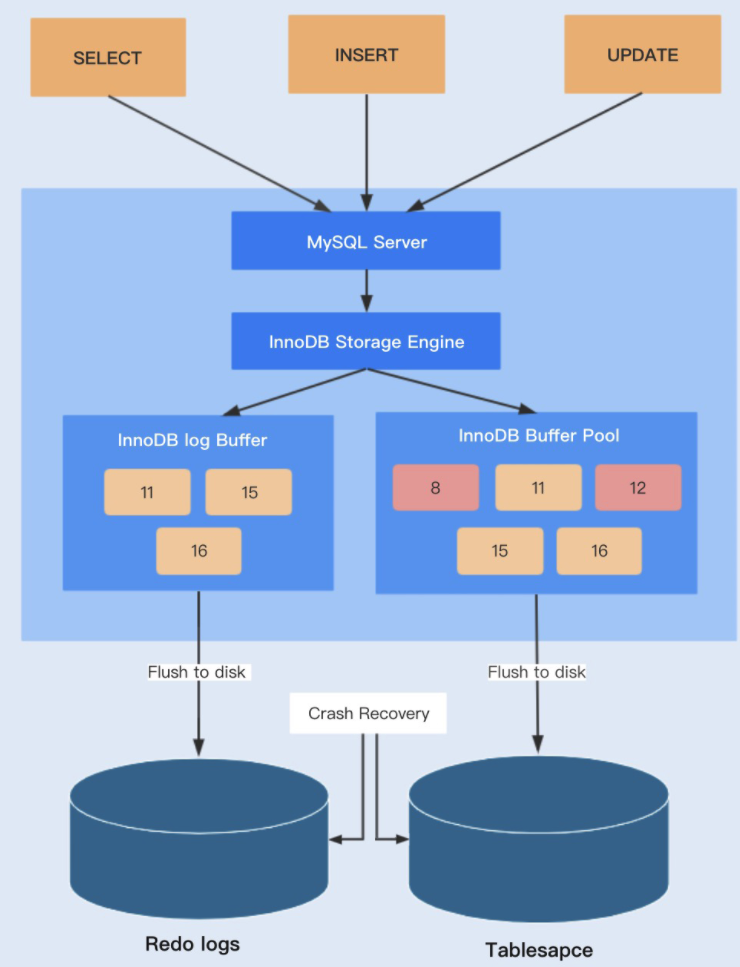 SELECT
INSERT
UPDATE
MySQL Server
InnoDB Storage Engine
InnoDB log Buffer
11
15
16
InnoDB Buffer Pool
8
11
12
15
16
Flush to disk
Flush to disk
Crash Recovery
Redo logs
Tablesapce